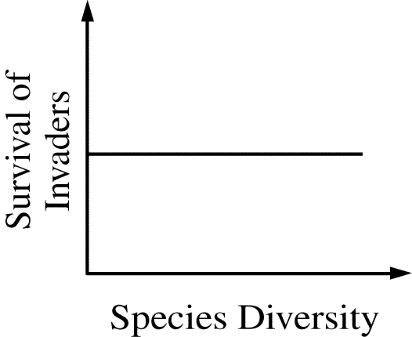 Survival of
Invaders
Species Diversity